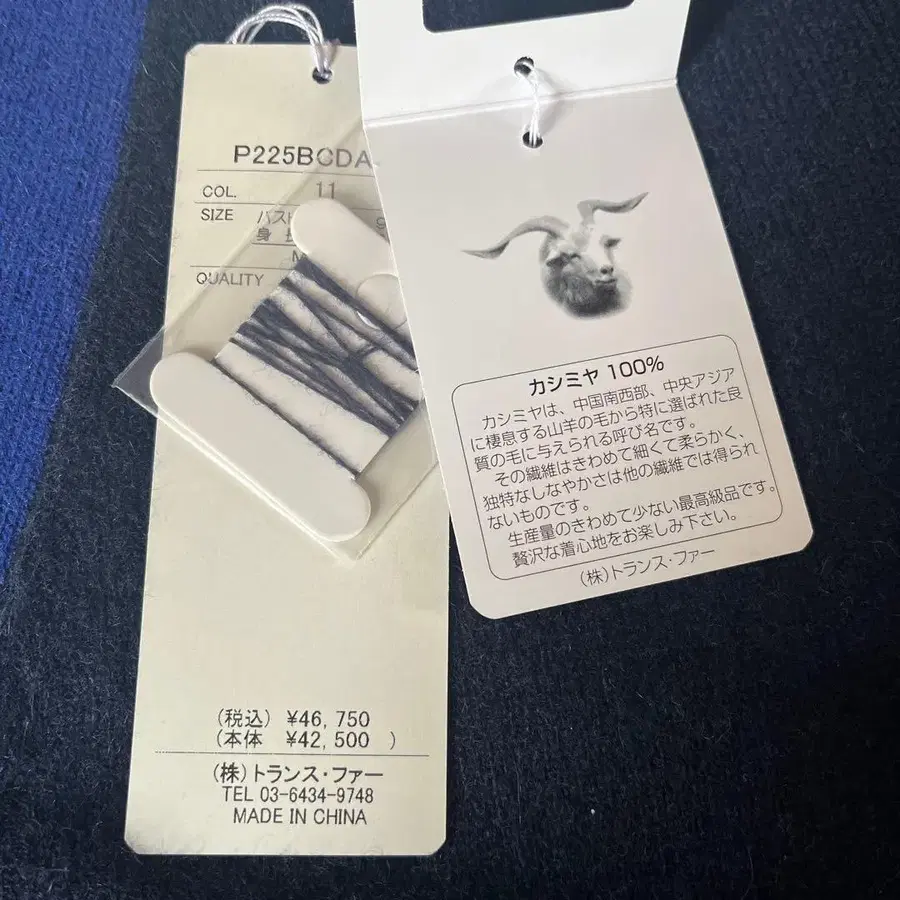 P225BCDA
COL. 11
SIZE バスト 9
身 M
QUALITY
(税込) ¥46, 750
(本体 ¥42, 500 )
(株)トランス・ファー
TEL 03-6434-9748
MADE IN CHINA
カシミヤ 100%
カシミヤは、中国南西部、中央アジア
に棲息する山羊の毛から特に選ばれた良
質の毛に与えられる呼び名です。
その繊維はきわめて細くて柔らかく、
独特なしなやかさは他の繊維では得られ
ないものです。
生産量のきわめて少ない最高級品です。
贅沢な着心地をお楽しみ下さい。
(株)トランス・ファー